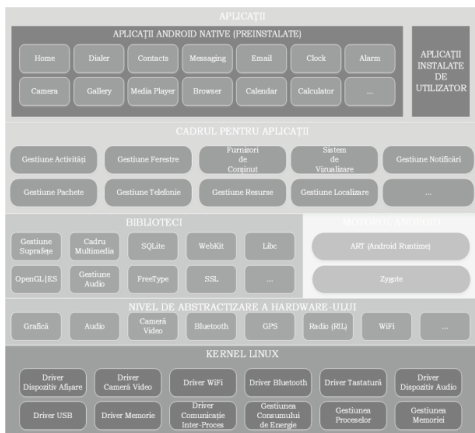 APLICAȚII
APLICAȚII ANDROID NATIVE (PREINSTALATE)
Home
Dialer
Contacts
Messaging
Email
Clock
Alarm
Camera
Gallery
Media Player
Browser
Calendar
Calculator
...
APLICAȚII
INSTALATE
DE
UTILIZATOR
CADRUL PENTRU APLICAȚII
Gestiune Activități
Gestiune Ferestre
Furnizori
de
Conținut
Sistem
de
Vizualizare
Gestiune Notificări
Gestiune Pachete
Gestiune Telefonie
Gestiune Resurse
Gestiune Localizare
...
BIBLIOTECI
Gestiune
Suprafețe
Cadru
Multimedia
SQLite
WebKit
Libc
OpenGL|ES
Gestiune
Audio
FreeType
SSL
...
ART (Android Runtime)
Zygote
NIVEL DE ABSTRACTIZARE A HARDWARE-ULUI
Grafică
Audio
Cameră
Video
Bluetooth
GPS
Radio (RIL)
WiFi
...
KERNEL LINUX
Driver
Dispozitiv Afișare
Driver
Cameră Video
Driver WiFi
Driver Bluetooth
Driver Tastatură
Driver
Dispozitiv Audio
Driver USB
Driver Memorie
Driver
Comunicație
Inter-Proces
Gestiunea
Consumului
de Energie
Gestiunea
Proceselor
Gestiunea
Memoriei